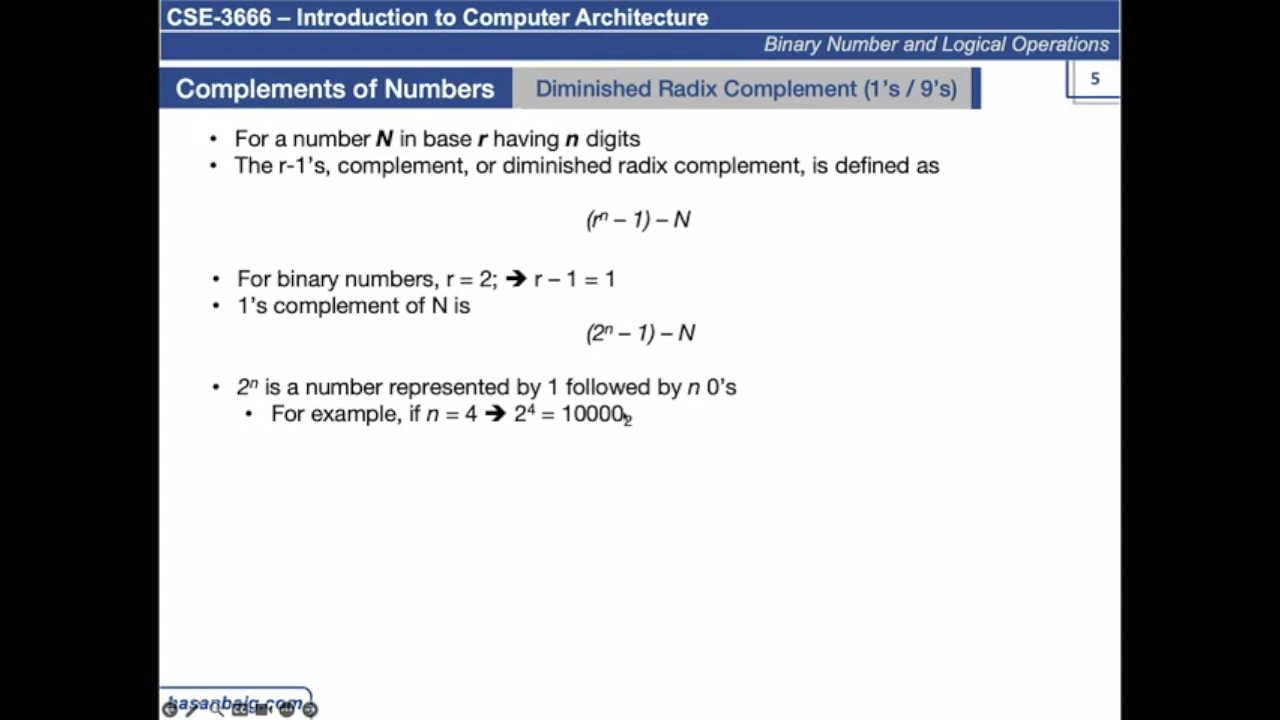 CSE-3666 – Introduction to Computer Architecture
Binary Number and Logical Operations
Complements of Numbers
Diminished Radix Complement (1's / 9's)
5
• For a number N in base r having n digits
• The r-1's, complement, or diminished radix complement, is defined as
(rⁿ – 1) – N
• For binary numbers, r = 2; ➔ r – 1 = 1
• 1's complement of N is
(2ⁿ – 1) – N
• 2ⁿ is a number represented by 1 followed by n 0's
• For example, if n = 4 ➔ 2⁴ = 10000₂
hasanbaig.com